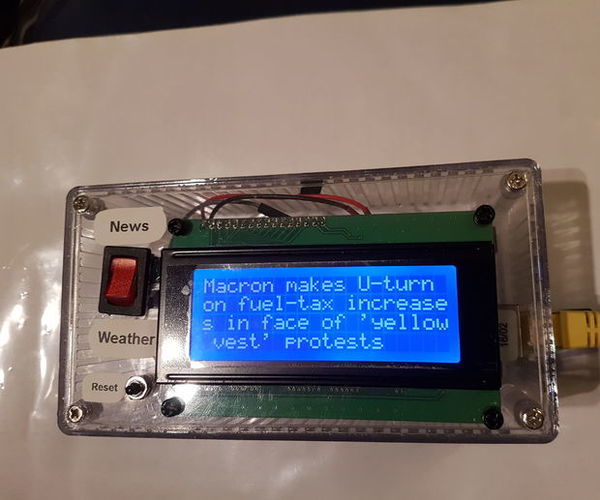 News
Macron makes U-turn
on fuel-tax increase
s in face of 'yellow
vest' protests
Weather
Reset